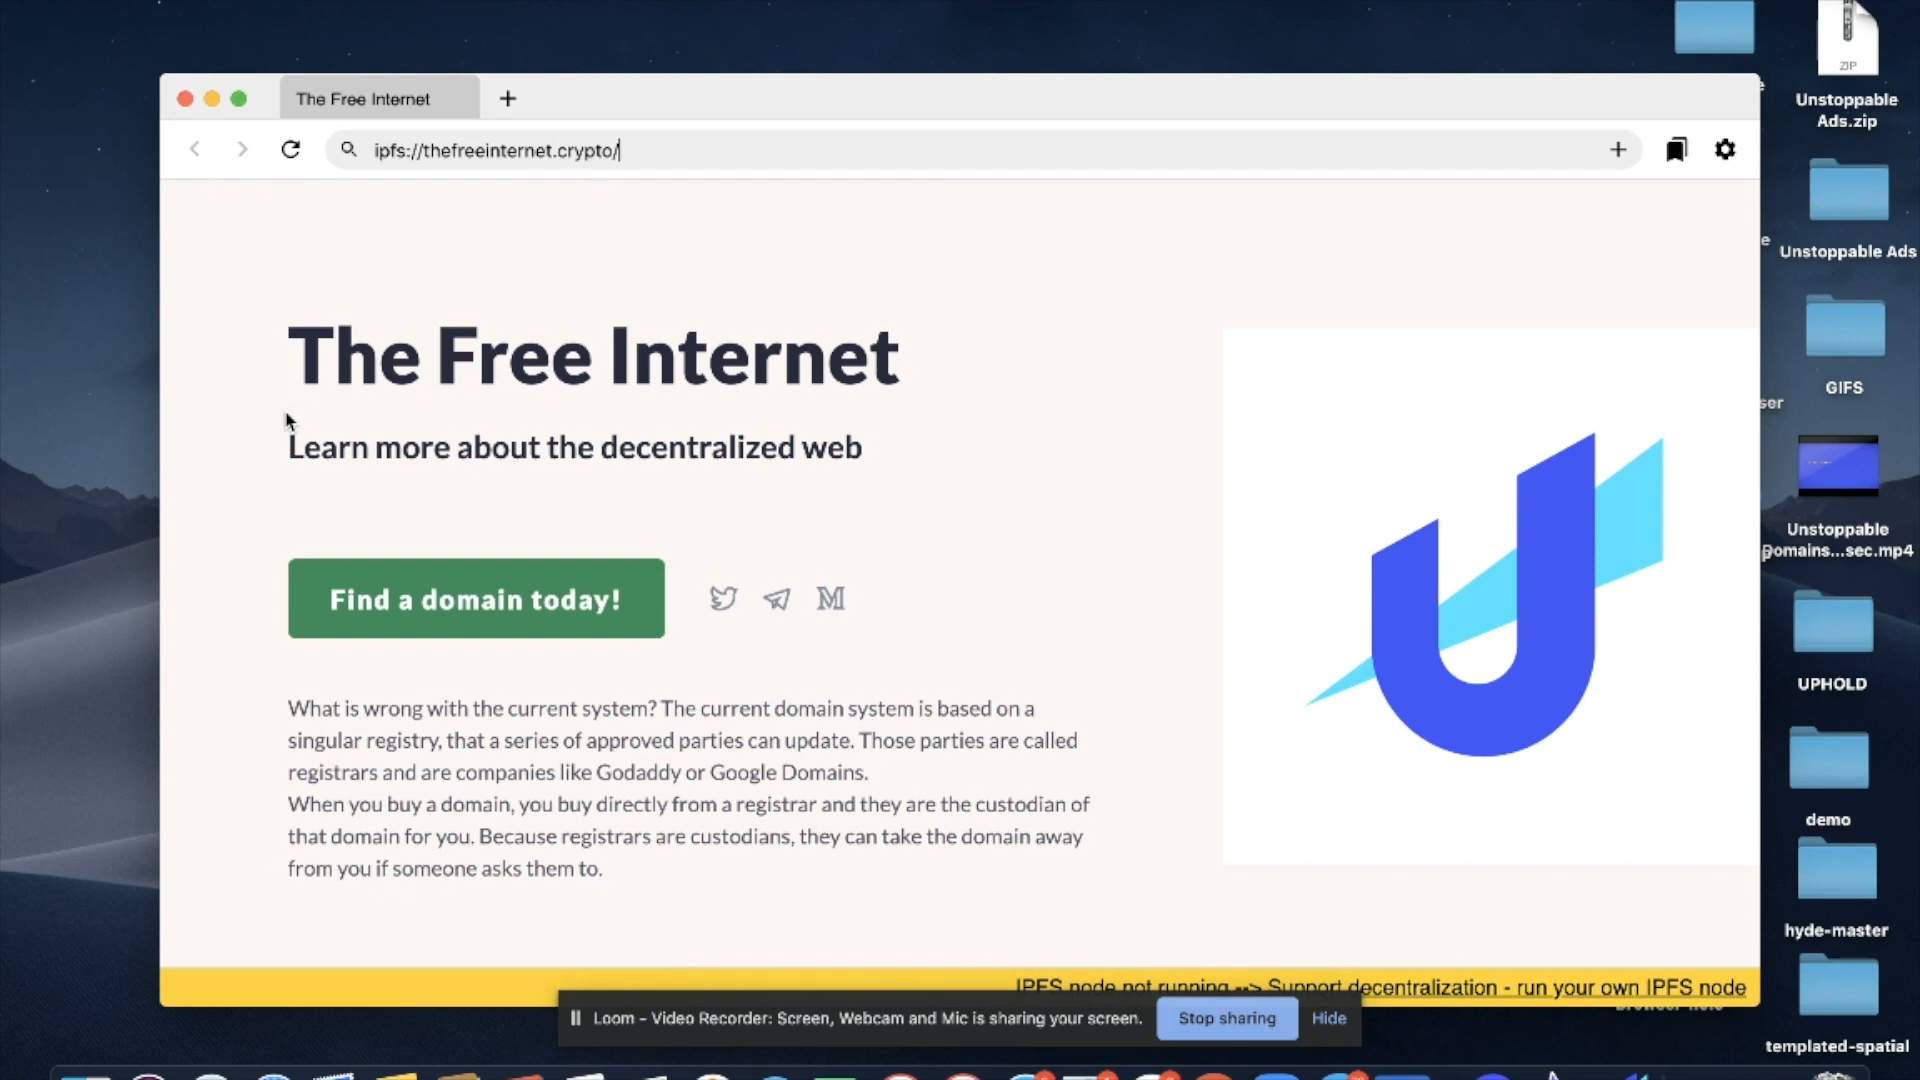 ZIP
Unstoppable
Ads.zip
The Free Internet
ipfs://thefreeinternet.crypto/
Unstoppable Ads
The Free Internet
GIFS
ser
Learn more about the decentralized web
Unstoppable
Domains...sec.mp4
Find a domain today!
UPHOLD
What is wrong with the current system? The current domain system is based on a
singular registry, that a series of approved parties can update. Those parties are called
registrars and are companies like Godaddy or Google Domains.
When you buy a domain, you buy directly from a registrar and they are the custodian of
that domain for you. Because registrars are custodians, they can take the domain away
from you if someone asks them to.
demo
hyde-master
IPFS node not running --> Support decentralization - run your own IPFS node
Loom - Video Recorder: Screen, Webcam and Mic is sharing your screen.
Stop sharing
Hide
templated-spatial